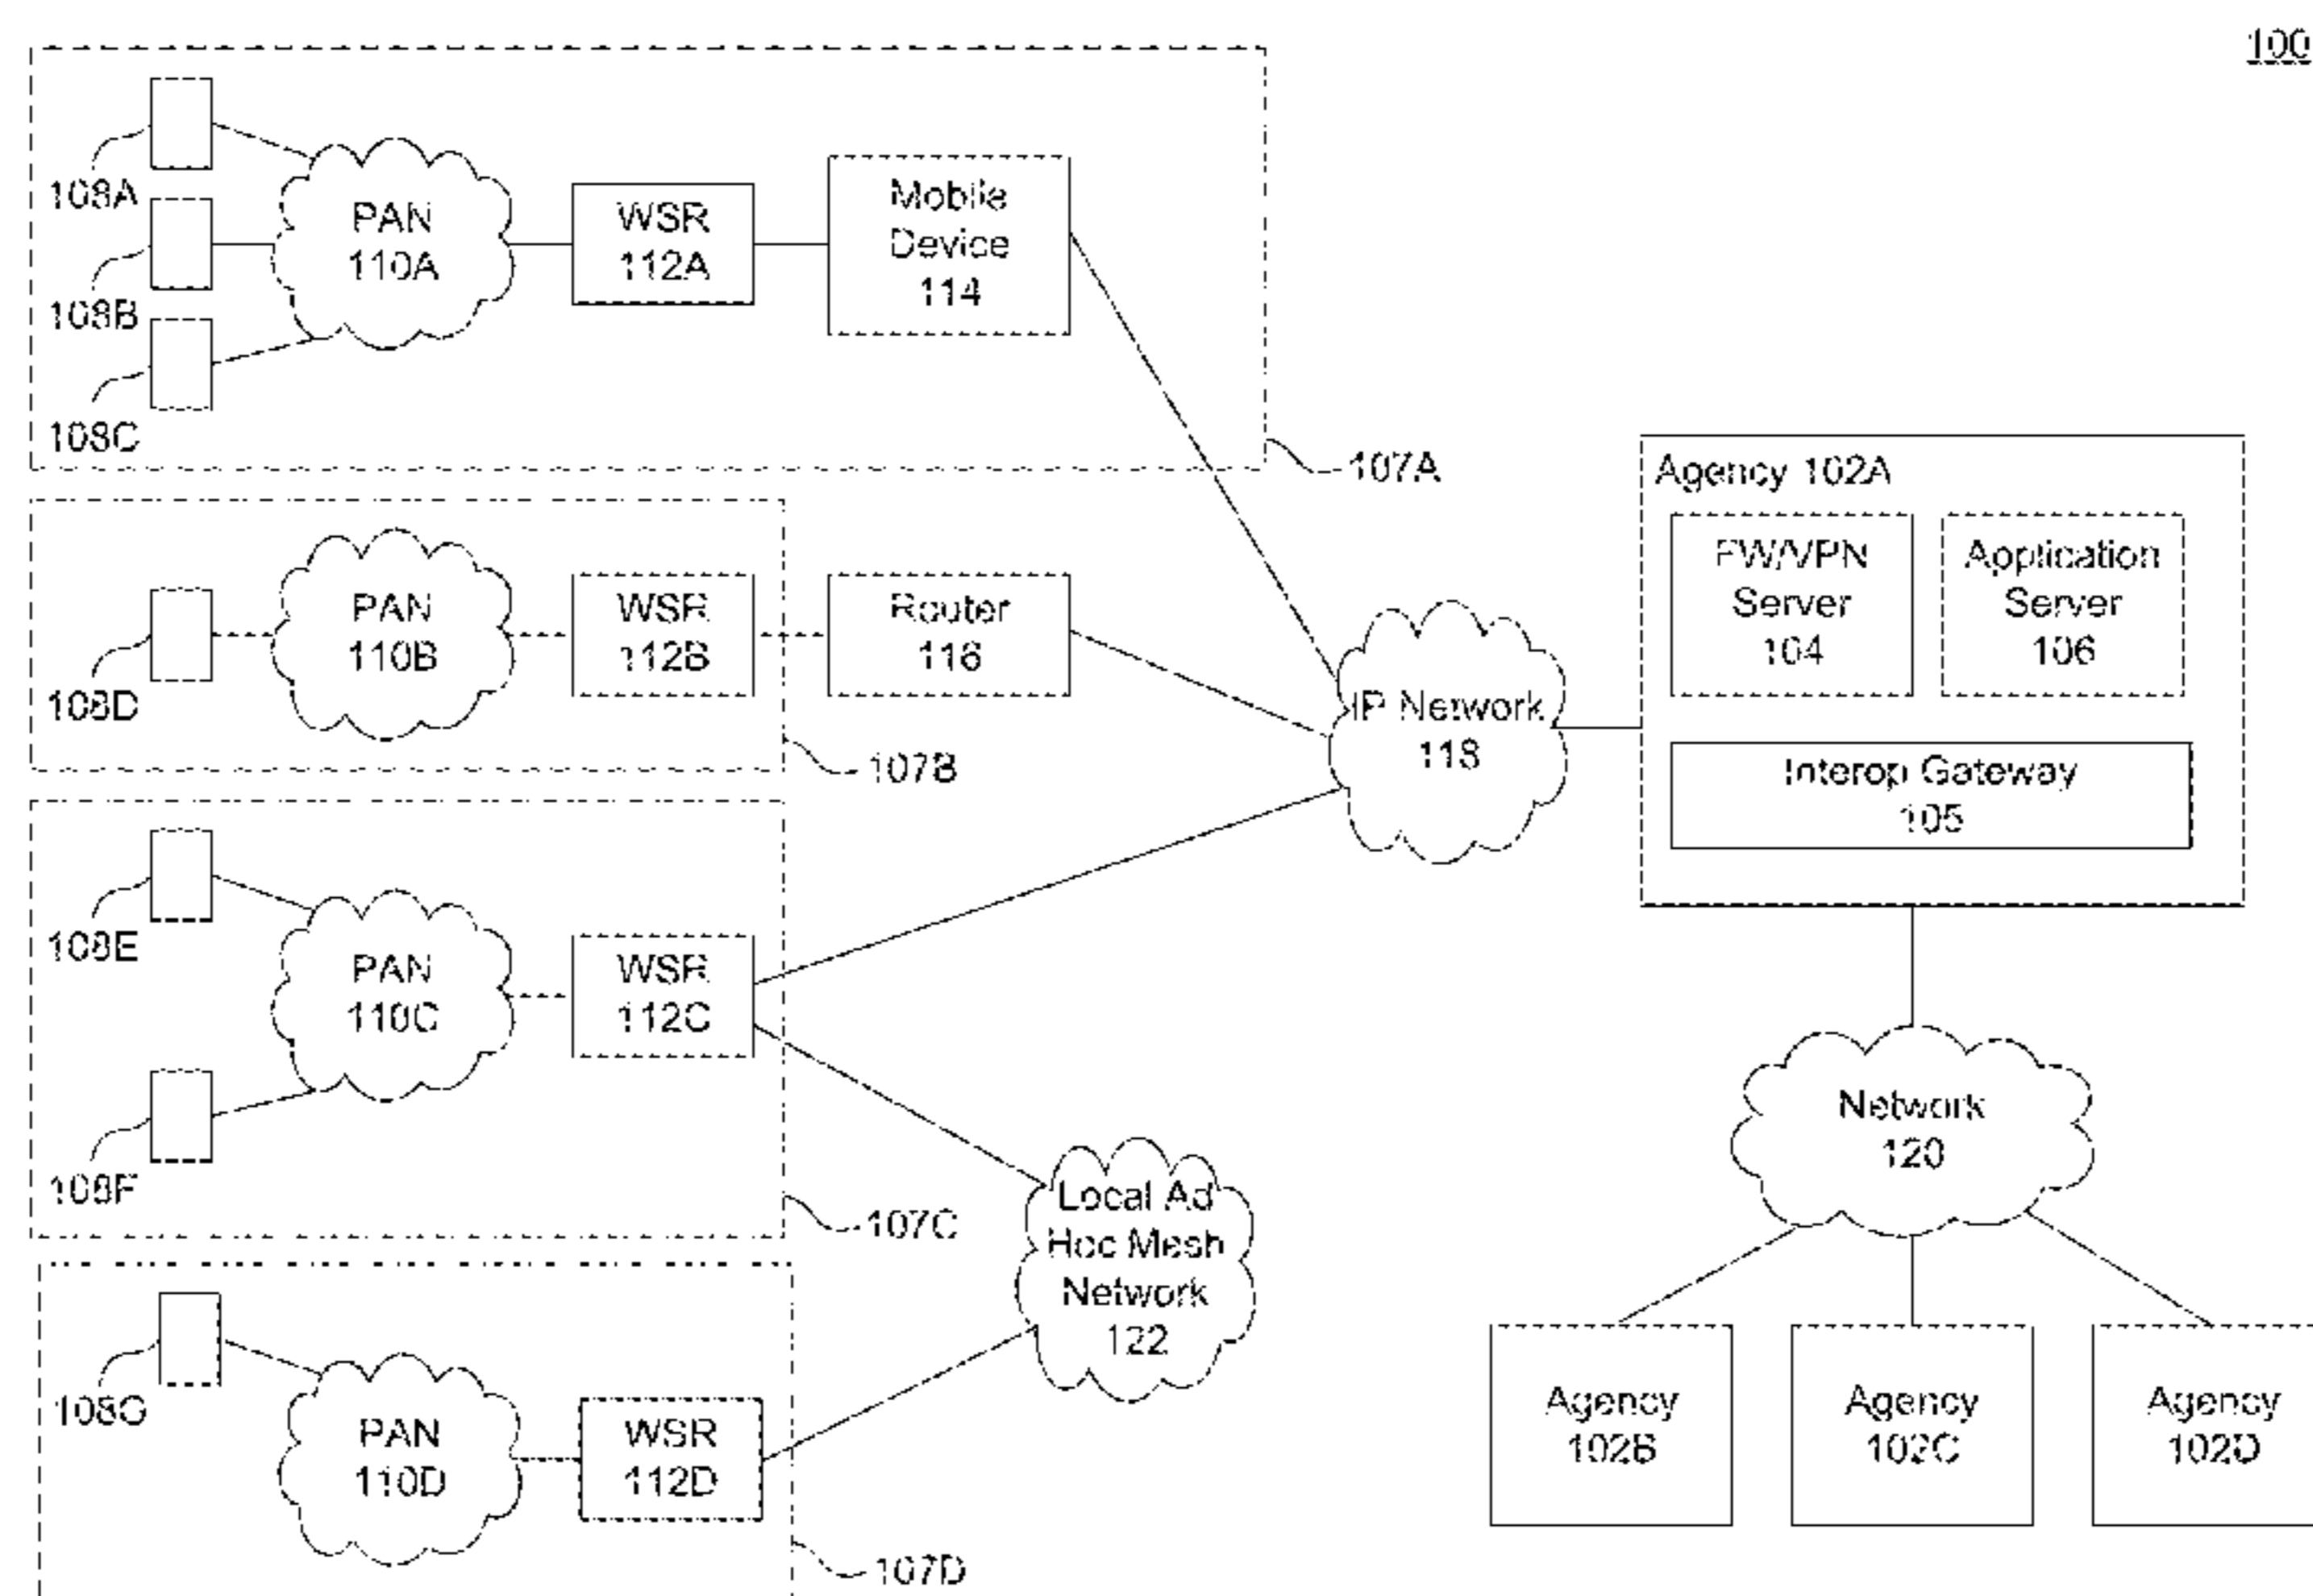 100
108A
108B
108C
PAN
110A
WSR
112A
Mobile
Device
114
107A
108D
PAN
110B
WSR
112B
Router
116
107B
108E
108F
PAN
110C
WSR
112C
107C
108G
PAN
110D
WSR
112D
107D
Local Ad
Hoc Mesh
Network
122
IP Network
118
Agency 102A
FW/VPN
Server
104
Application
Server
106
Interop Gateway
105
Network
120
Agency
102B
Agency
102C
Agency
102D